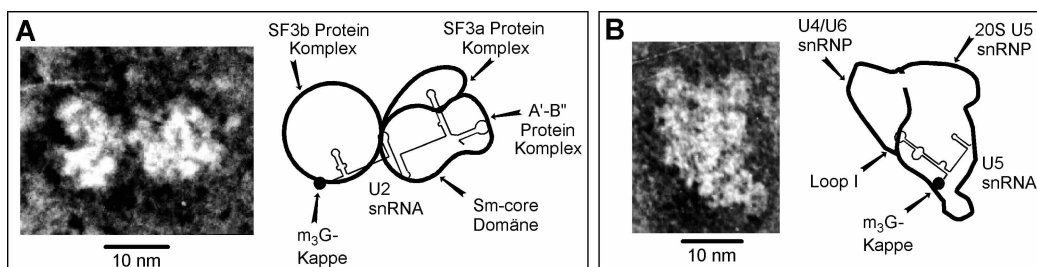 A
SF3b Protein
Komplex
SF3a Protein
Komplex
A'-B"
Protein
Komplex
U2
snRNA
Sm-core
Domäne
m3G-
Kappe
10 nm
B
U4/U6
snRNP
20S U5
snRNP
Loop I
U5
snRNA
m3G-
Kappe
10 nm